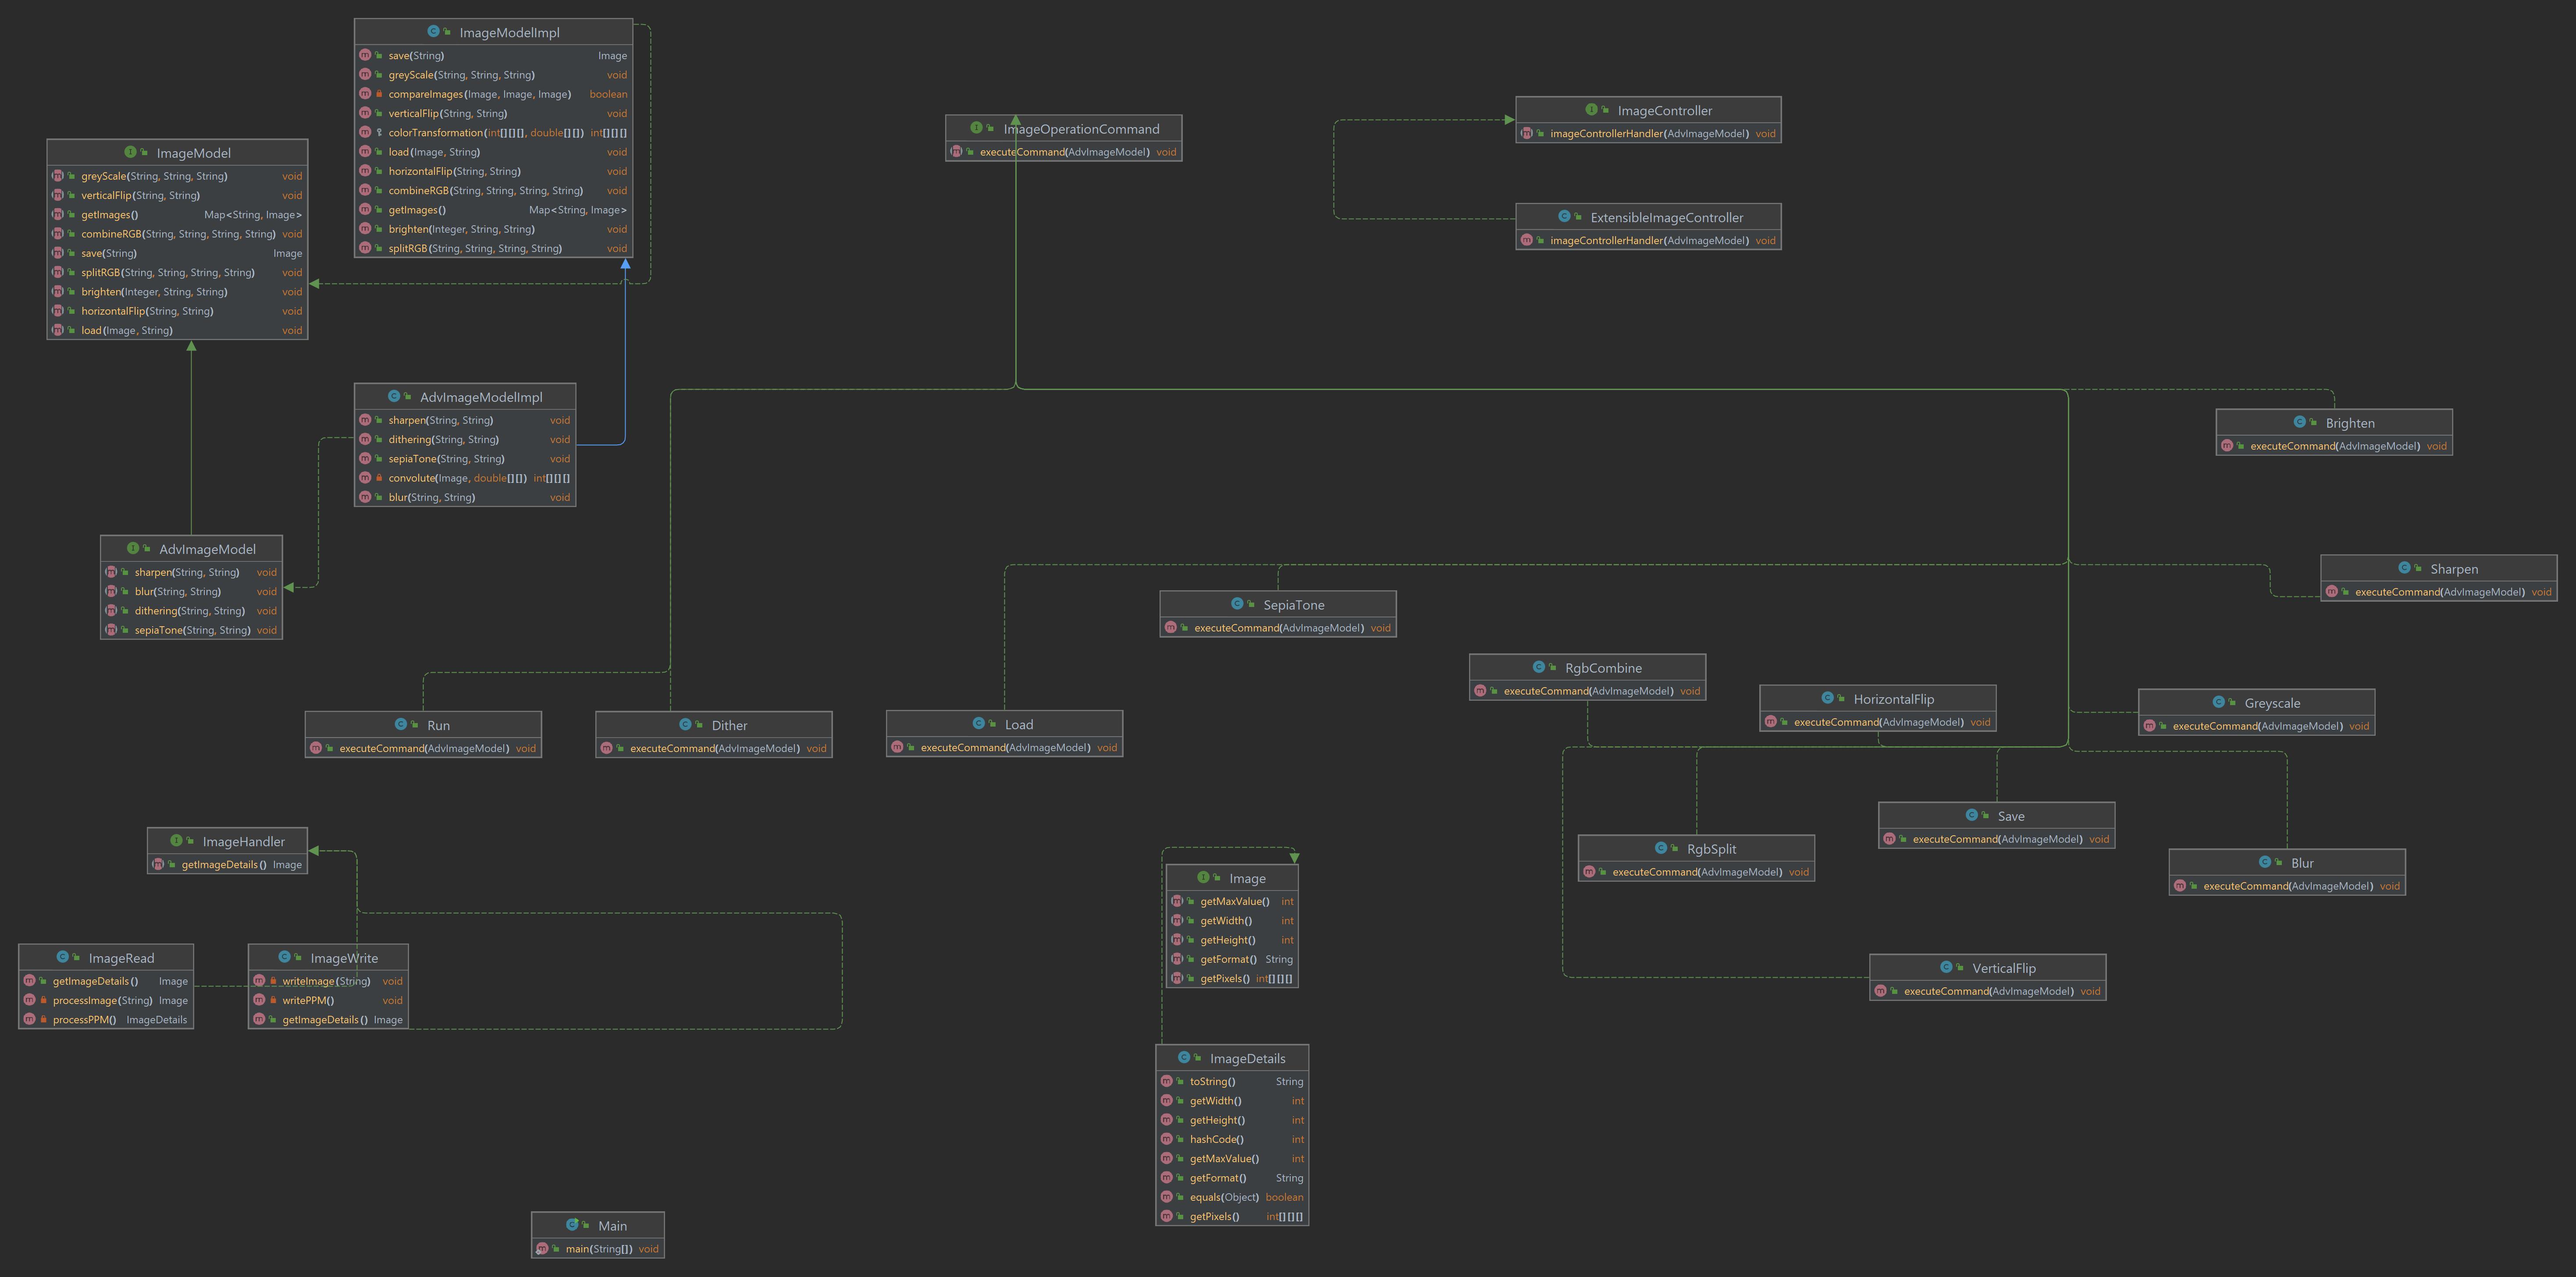 ImageModelImpl
save(String) Image
greyScale(String, String, String) void
compareImages(Image, Image, Image) boolean
verticalFlip(String, String) void
colorTransformation(int[][][], double[][]) int[][][]
load(Image, String) void
horizontalFlip(String, String) void
combineRGB(String, String, String, String) void
getImages() Map<String, Image>
brighten(Integer, String, String) void
splitRGB(String, String, String, String) void
ImageModel
greyScale(String, String, String) void
verticalFlip(String, String) void
getImages() Map<String, Image>
combineRGB(String, String, String, String) void
save(String) Image
splitRGB(String, String, String, String) void
brighten(Integer, String, String) void
horizontalFlip(String, String) void
load(Image, String) void
ImageOperationCommand
executeCommand(AdvImageModel) void
ImageController
imageControllerHandler(AdvImageModel) void
ExtensibleImageController
imageControllerHandler(AdvImageModel) void
AdvImageModelImpl
sharpen(String, String) void
dithering(String, String) void
sepiaTone(String, String) void
convolute(Image, double[][]) int[][][]
blur(String, String) void
Brighten
executeCommand(AdvImageModel) void
AdvImageModel
sharpen(String, String) void
blur(String, String) void
dithering(String, String) void
sepiaTone(String, String) void
Sharpen
executeCommand(AdvImageModel) void
SepiaTone
executeCommand(AdvImageModel) void
RgbCombine
executeCommand(AdvImageModel) void
HorizontalFlip
executeCommand(AdvImageModel) void
Greyscale
executeCommand(AdvImageModel) void
Run
executeCommand(AdvImageModel) void
Dither
executeCommand(AdvImageModel) void
Load
executeCommand(AdvImageModel) void
Save
executeCommand(AdvImageModel) void
RgbSplit
executeCommand(AdvImageModel) void
Blur
executeCommand(AdvImageModel) void
ImageHandler
getImageDetails() Image
Image
getMaxValue() int
getWidth() int
getHeight() int
getFormat() String
getPixels() int[][][]
ImageRead
getImageDetails() Image
processImage(String) Image
processPPM() ImageDetails
ImageWrite
writeImage(String) void
writePPM() void
getImageDetails() Image
VerticalFlip
executeCommand(AdvImageModel) void
ImageDetails
toString() String
getWidth() int
getHeight() int
hashCode() int
getMaxValue() int
getFormat() String
equals(Object) boolean
getPixels() int[][][]
Main
main(String[]) void